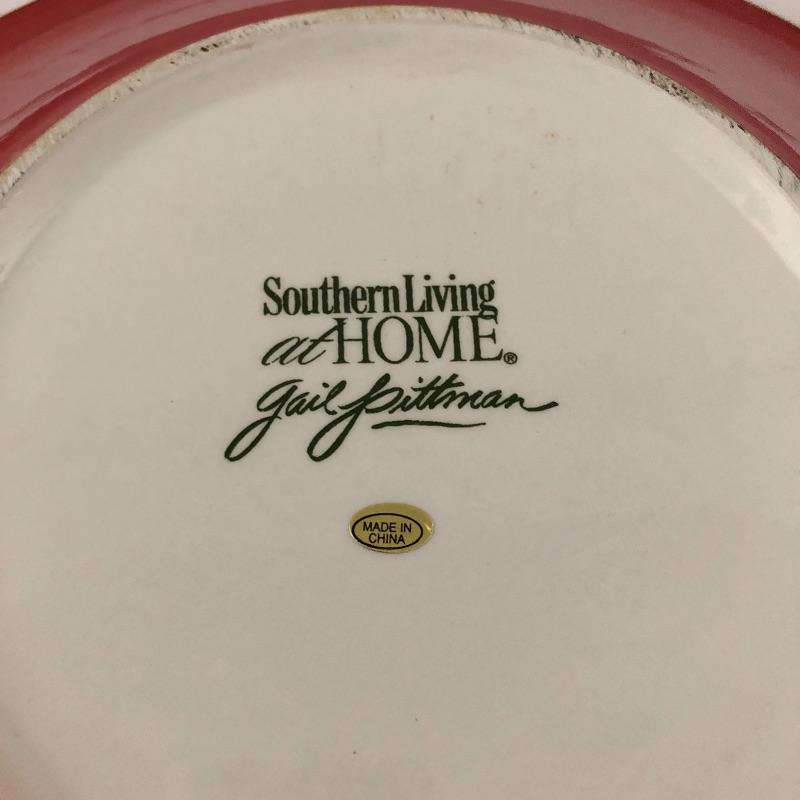 Southern Living
at HOME®
Gail Pittman
MADE IN
CHINA